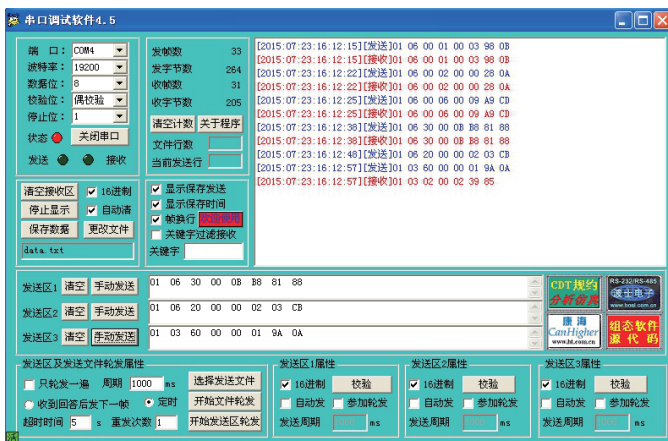 串口调试软件4.5
端 口: COM4
波特率: 19200
数据位: 8
校验位: 偶校验
停止位: 1
状态 关闭串口
发送 接收
发帧数 33
发字节数 264
收帧数 31
收字节数 205
清空计数 关于程序
文件行数
当前发送行
[2015:07:23:16:12:15][发送]01 06 00 01 00 03 98 0B
[2015:07:23:16:12:15][接收]01 06 00 01 00 03 98 0B
[2015:07:23:16:12:22][发送]01 06 00 02 00 00 28 0A
[2015:07:23:16:12:22][接收]01 06 00 02 00 00 28 0A
[2015:07:23:16:12:25][发送]01 06 00 06 00 09 A9 CD
[2015:07:23:16:12:25][接收]01 06 00 06 00 09 A9 CD
[2015:07:23:16:12:38][发送]01 06 30 00 0B B8 81 88
[2015:07:23:16:12:38][接收]01 06 30 00 0B B8 81 88
[2015:07:23:16:12:48][发送]01 06 20 00 00 02 03 CB
[2015:07:23:16:12:57][发送]01 03 60 00 00 01 9A 0A
[2015:07:23:16:12:57][接收]01 03 02 00 02 39 85
清空接收区 16进制
停止显示 自动清
保存数据 更改文件
data.txt
显示保存发送
显示保存时间
帧换行 欢迎使用
关键字过滤接收
关键字
发送区1 清空 手动发送 01 06 30 00 0B B8 81 88
发送区2 清空 手动发送 01 06 20 00 00 02 03 CB
发送区3 清空 手动发送 01 03 60 00 00 01 9A 0A
CDT规约
分析仿真
RS-232/RS-485
波士电子
www.bosi.com.cn
康海
CanHigher
www.ht.com.cn
组态软件
源代码
发送区及发送文件轮发属性
只轮发一遍 周期 1000 ms 选择发送文件
收到回答后发下一帧 定时 开始文件轮发
超时时间 5 s 重发次数 1 开始发送区轮发
发送区1属性
16进制 校验
自动发 参加轮发
发送周期 ms
发送区2属性
16进制 校验
自动发 参加轮发
发送周期 ms
发送区3属性
16进制 校验
自动发 参加轮发
发送周期 ms